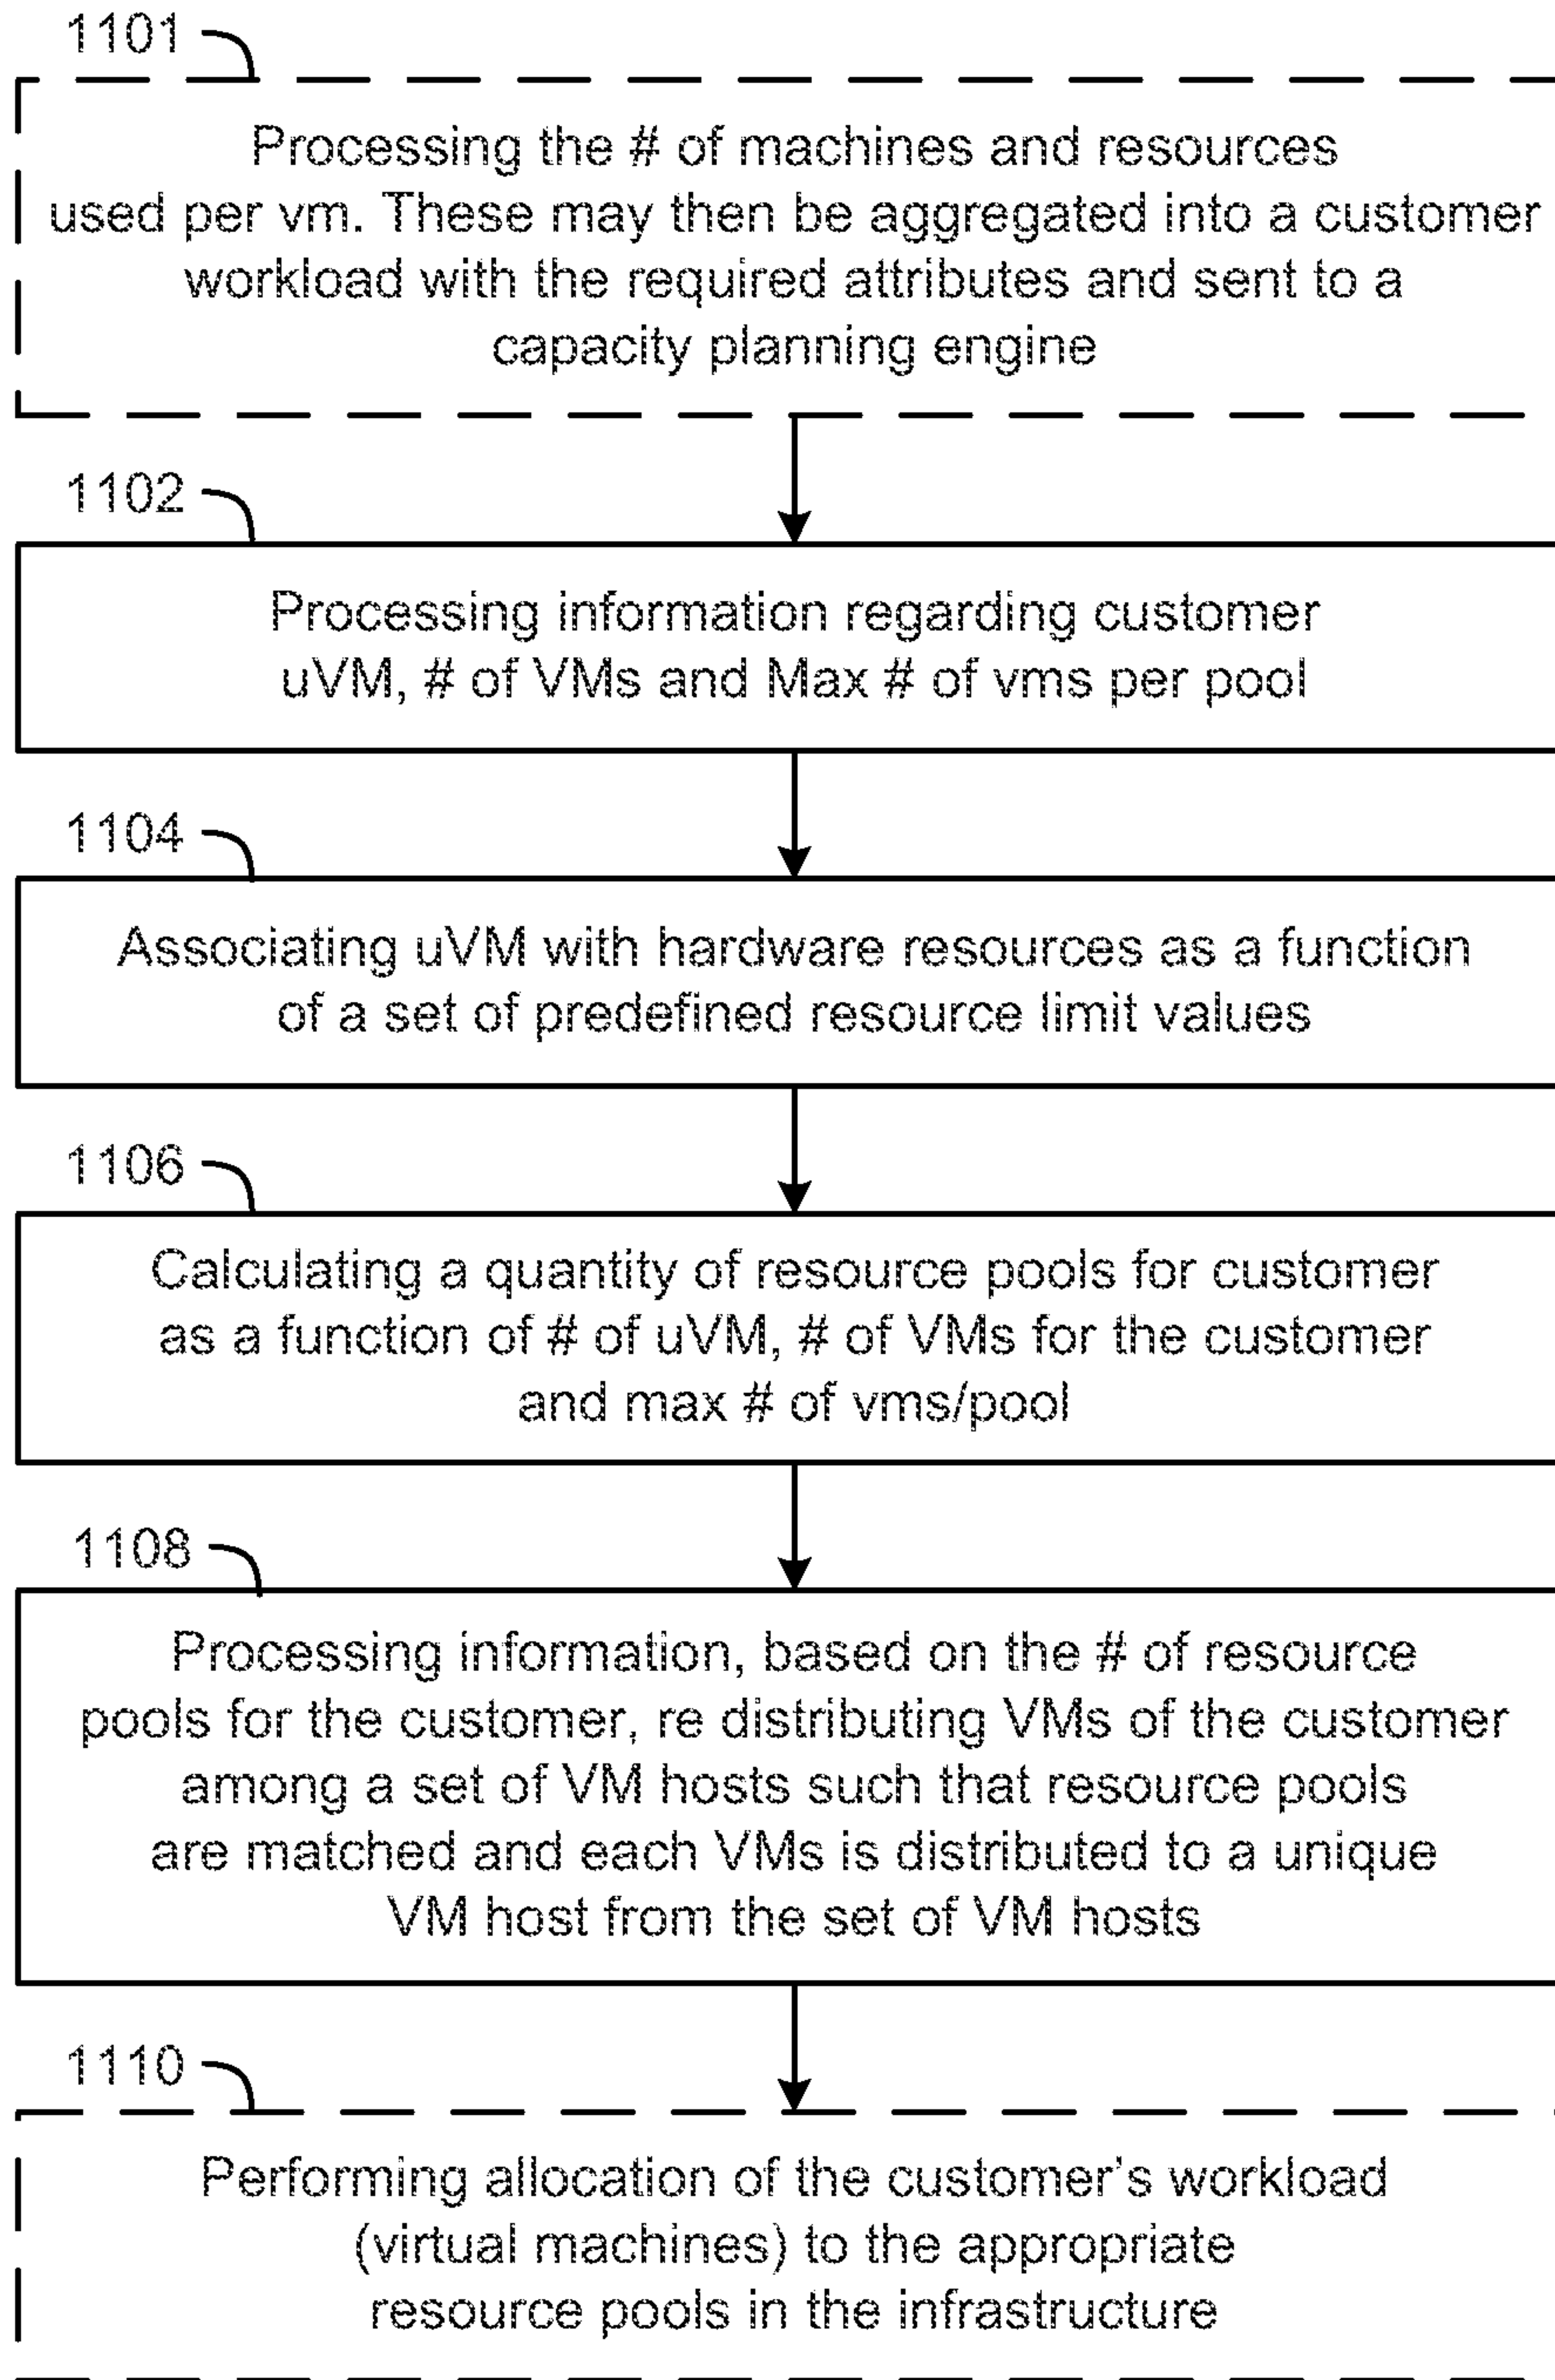 1101
Processing the # of machines and resources
used per vm. These may then be aggregated into a customer
workload with the required attributes and sent to a
capacity planning engine
1102
Processing information regarding customer
uVM, # of VMs and Max # of vms per pool
1104
Associating uVM with hardware resources as a function
of a set of predefined resource limit values
1106
Calculating a quantity of resource pools for customer
as a function of # of uVM, # of VMs for the customer
and max # of vms/pool
1108
Processing information, based on the # of resource
pools for the customer, re distributing VMs of the customer
among a set of VM hosts such that resource pools
are matched and each VMs is distributed to a unique
VM host from the set of VM hosts
1110
Performing allocation of the customer's workload
(virtual machines) to the appropriate
resource pools in the infrastructure